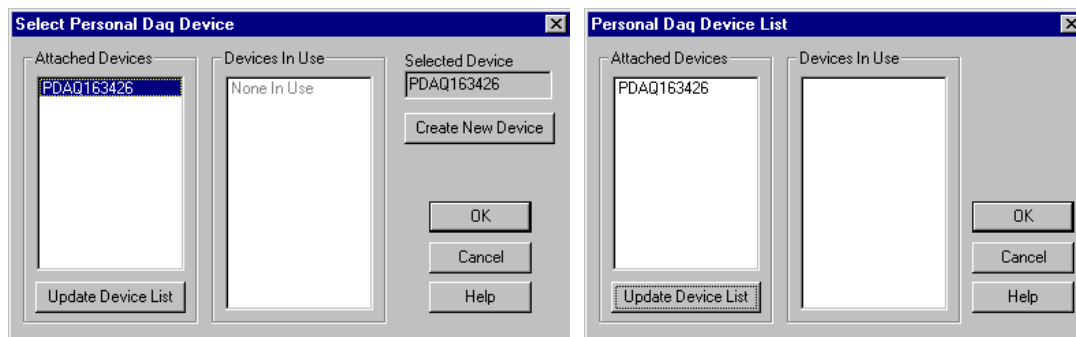 Select Personal Daq Device
Attached Devices
PDAQ163426
Update Device List
Devices In Use
None In Use
Selected Device
PDAQ163426
Create New Device
OK
Cancel
Help
Personal Daq Device List
Attached Devices
PDAQ163426
Update Device List
Devices In Use
OK
Cancel
Help